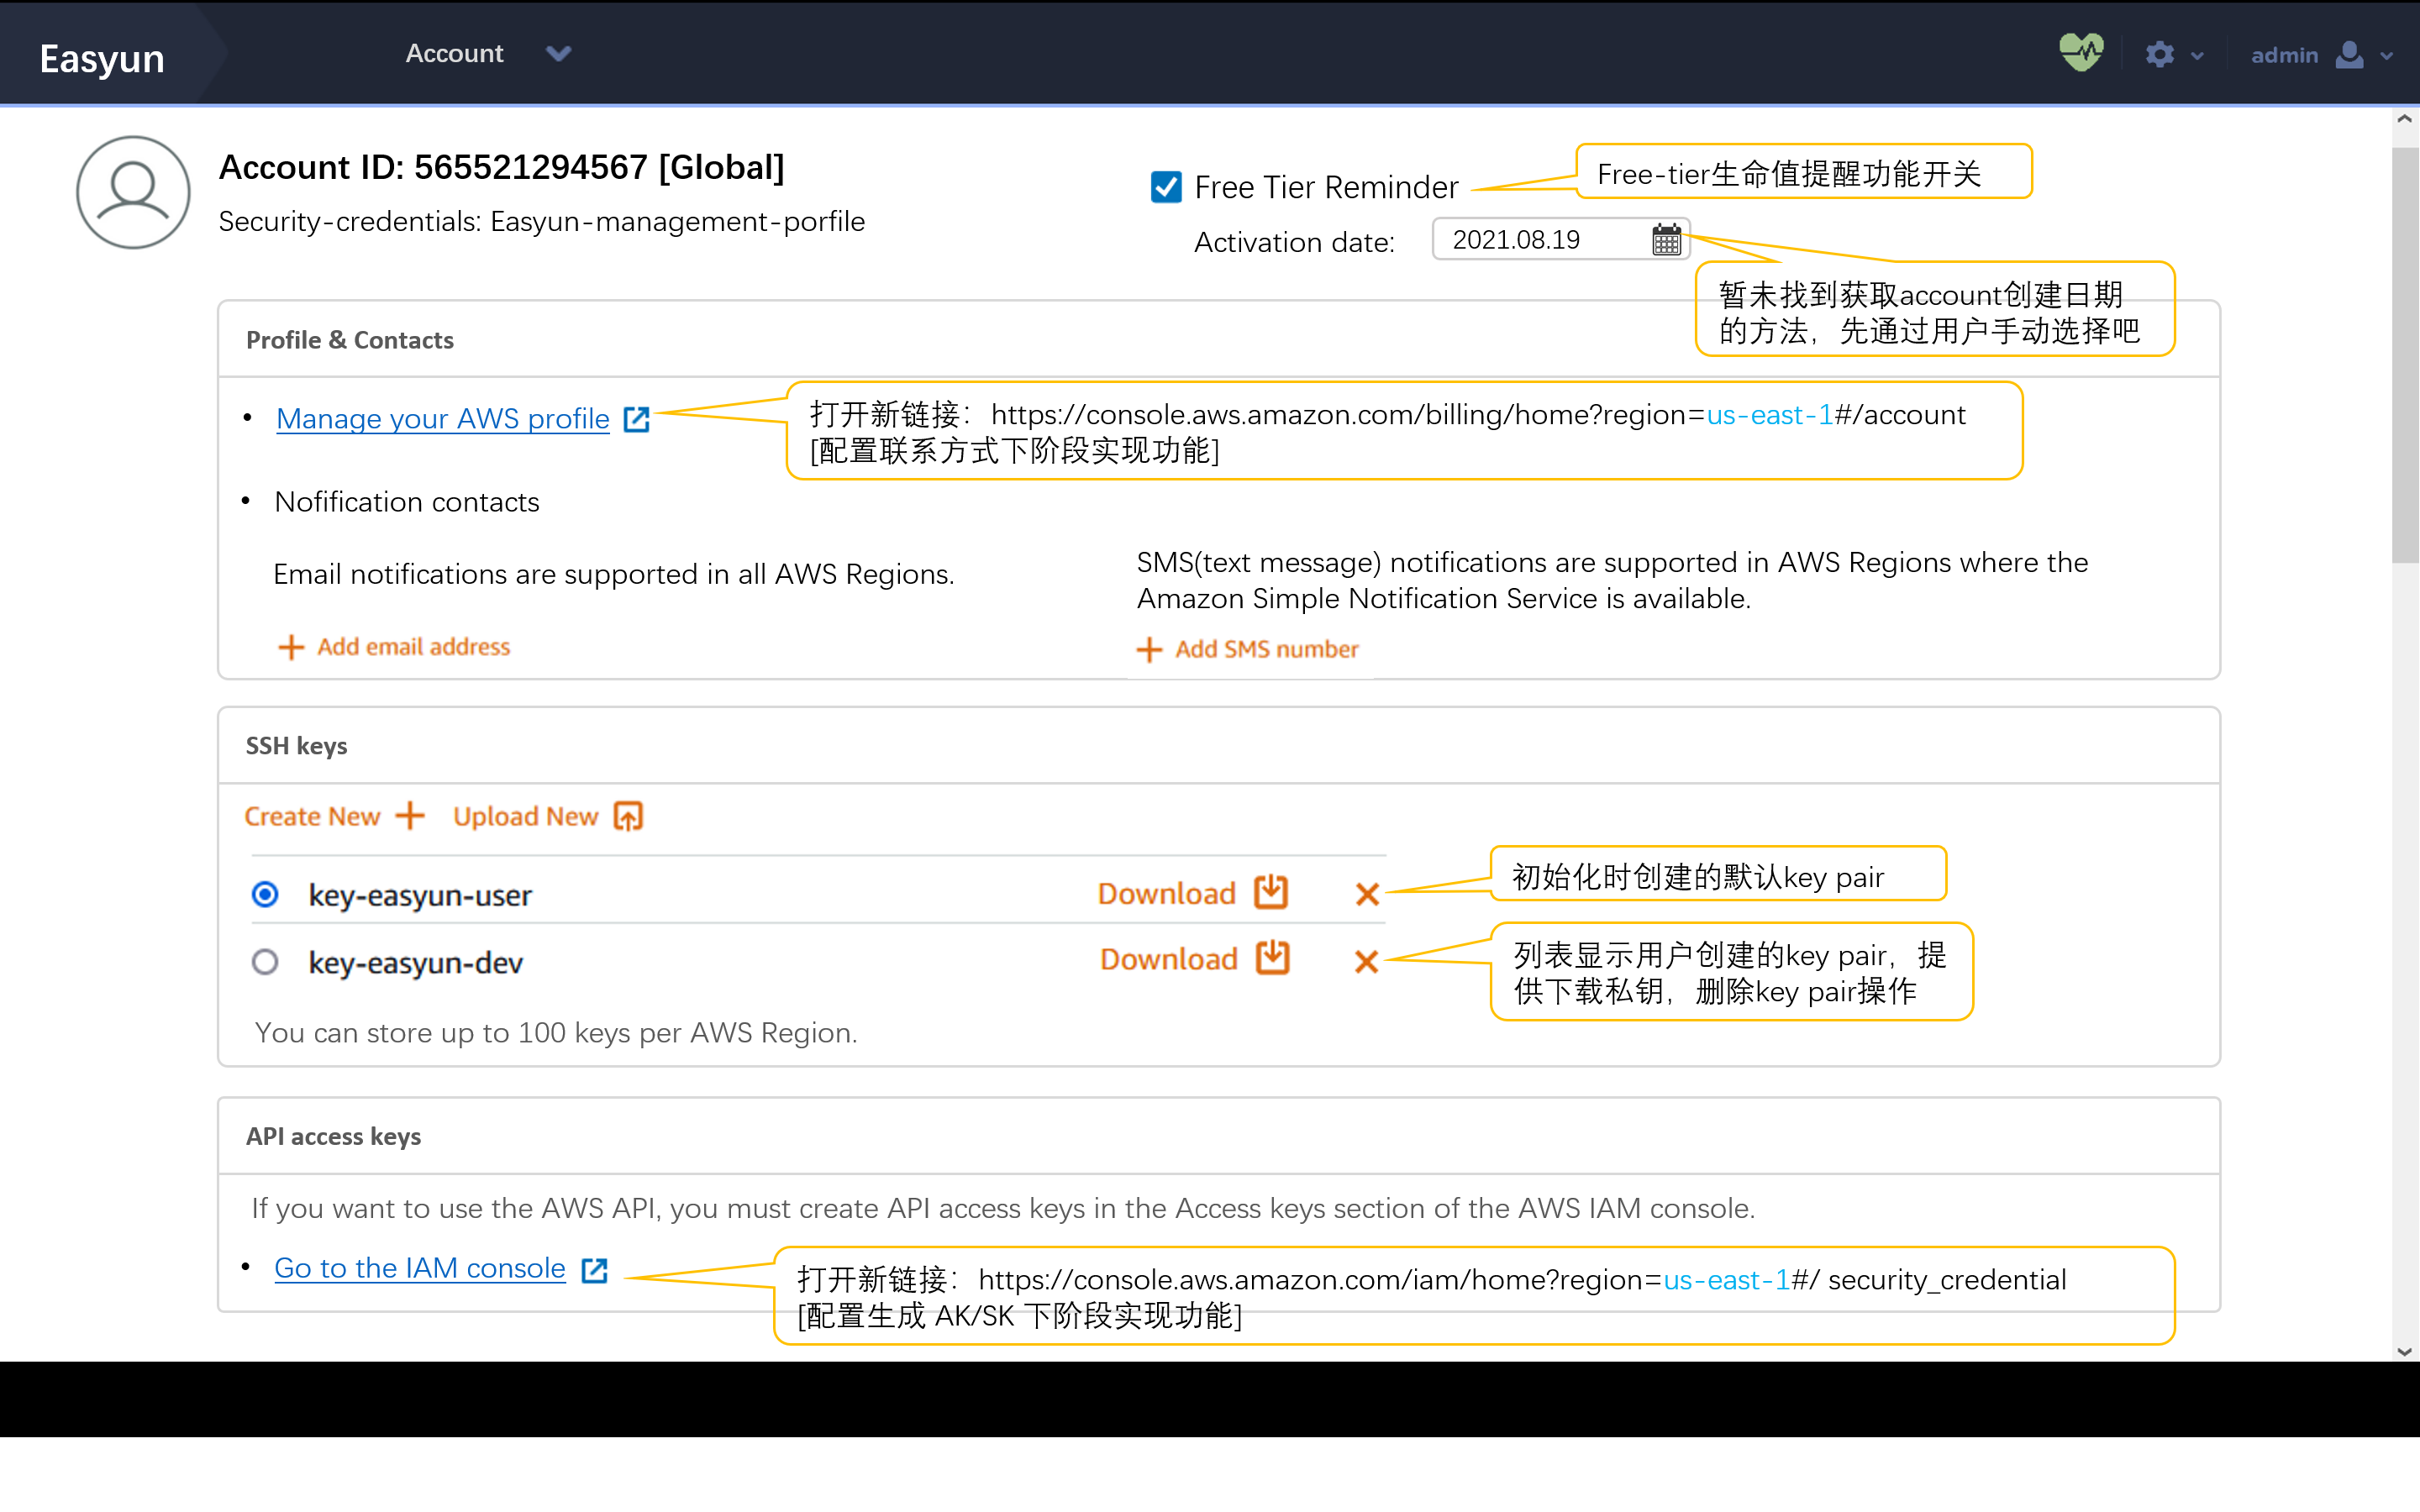 Easyun
Account
admin
Account ID: 565521294567 [Global]
Security-credentials: Easyun-management-porfile
Free Tier Reminder
Free-tier生命值提醒功能开关
Activation date:
2021.08.19
暂未找到获取account创建日期
的方法，先通过用户手动选择吧
Profile & Contacts
• Manage your AWS profile
打开新链接：https://console.aws.amazon.com/billing/home?region=us-east-1#/account
[配置联系方式下阶段实现功能]
• Nofification contacts
Email notifications are supported in all AWS Regions.
SMS(text message) notifications are supported in AWS Regions where the
Amazon Simple Notification Service is available.
Add email address
Add SMS number
SSH keys
Create New
Upload New
key-easyun-user
Download
初始化时创建的默认key pair
key-easyun-dev
Download
列表显示用户创建的key pair，提
供下载私钥，删除key pair操作
You can store up to 100 keys per AWS Region.
API access keys
If you want to use the AWS API, you must create API access keys in the Access keys section of the AWS IAM console.
• Go to the IAM console
打开新链接：https://console.aws.amazon.com/iam/home?region=us-east-1#/ security_credential
[配置生成 AK/SK 下阶段实现功能]